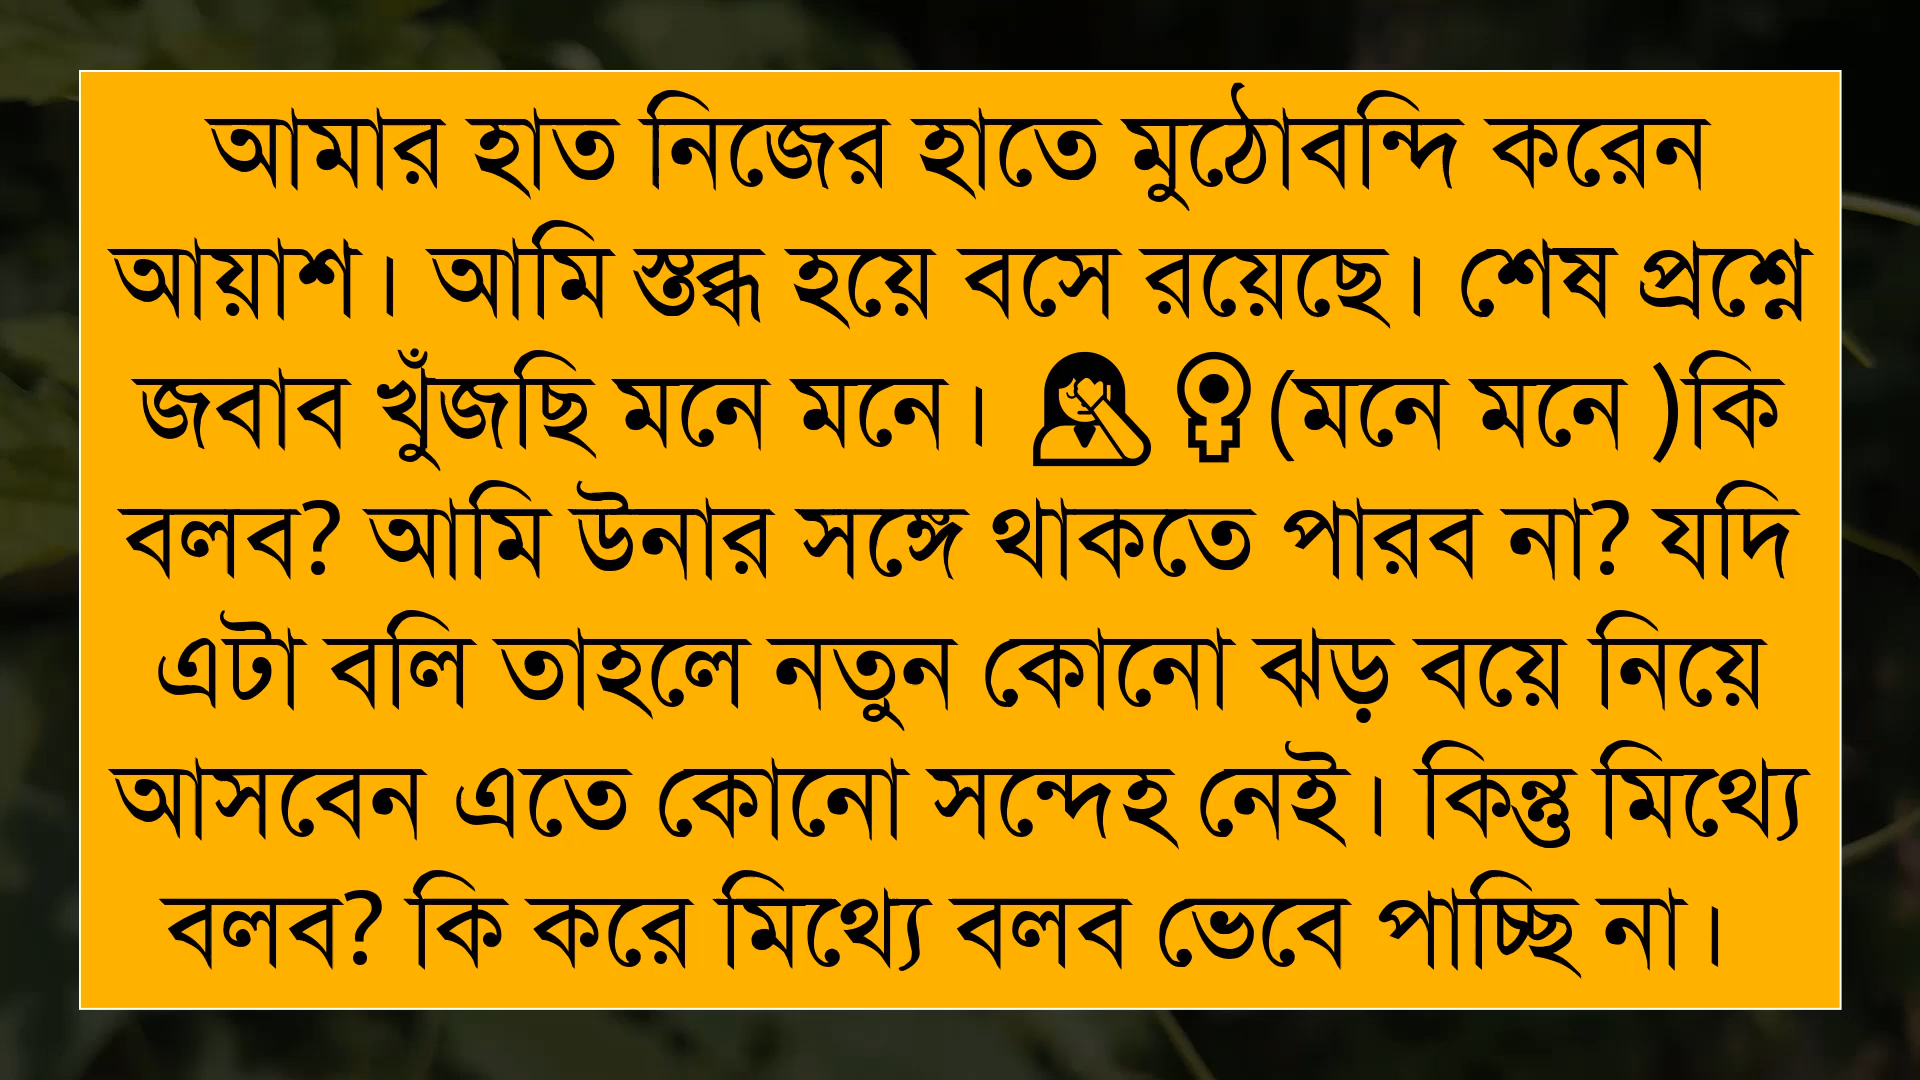 আমার হাত নিজের হাতে মুঠোবন্দি করেন
আয়াশ। আমি স্তব্ধ হয়ে বসে রয়েছে। শেষ প্রশ্নে
জবাব খুঁজছি মনে মনে। 🤦‍♀(মনে মনে )কি
বলব? আমি উনার সঙ্গে থাকতে পারব না? যদি
এটা বলি তাহলে নতুন কোনো ঝড় বয়ে নিয়ে
আসবেন এতে কোনো সন্দেহ নেই। কিন্তু মিথ্যে
বলব? কি করে মিথ্যে বলব ভেবে পাচ্ছি না।